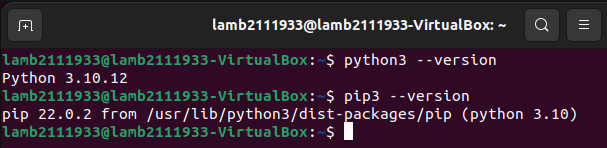 lamb2111933@lamb2111933-VirtualBox: ~
lamb2111933@lamb2111933-VirtualBox:~$ python3 --version
Python 3.10.12
lamb2111933@lamb2111933-VirtualBox:~$ pip3 --version
pip 22.0.2 from /usr/lib/python3/dist-packages/pip (python 3.10)
lamb2111933@lamb2111933-VirtualBox:~$